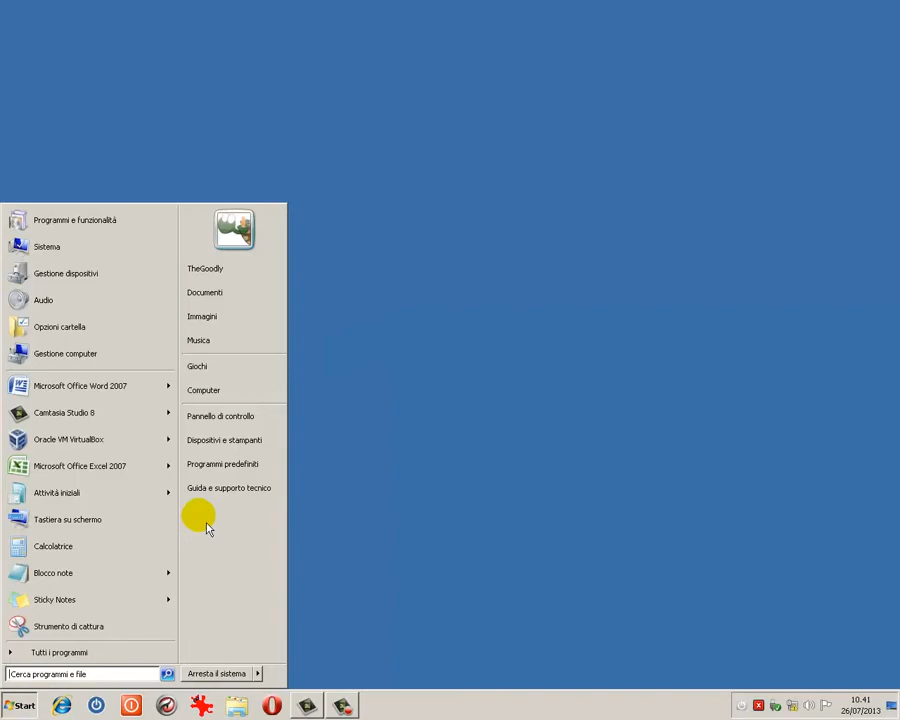 Programmi e funzionalità
Sistema
Gestione dispositivi
Audio
Opzioni cartella
Gestione computer
Microsoft Office Word 2007
Camtasia Studio 8
Oracle VM VirtualBox
Microsoft Office Excel 2007
Attività iniziali
Tastiera su schermo
Calcolatrice
Blocco note
Sticky Notes
Strumento di cattura
Tutti i programmi
Cerca programmi e file
TheGoodly
Documenti
Immagini
Musica
Giochi
Computer
Pannello di controllo
Dispositivi e stampanti
Programmi predefiniti
Guida e supporto tecnico
Arresta il sistema
Start
10.41
26/07/2013